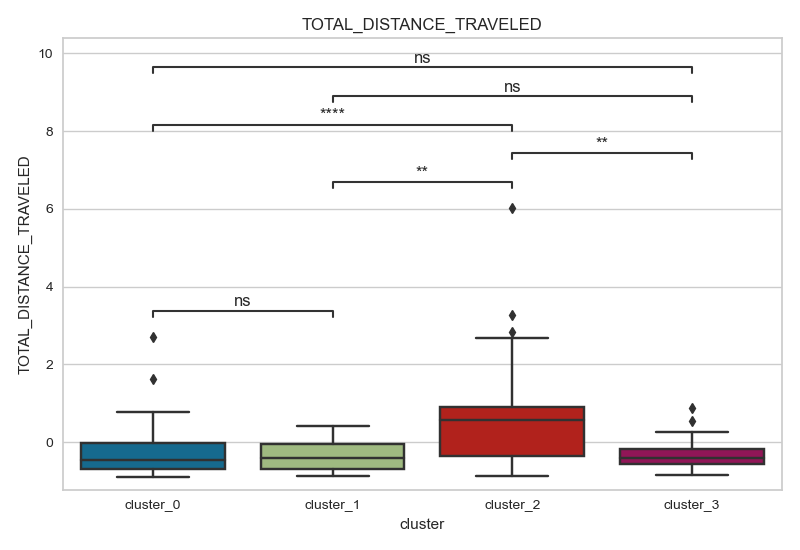 TOTAL_DISTANCE_TRAVELED
10
ns
ns
****
8
**
**
6
TOTAL_DISTANCE_TRAVELED
4
ns
2
0
cluster_0 cluster_1 cluster_2 cluster_3
cluster